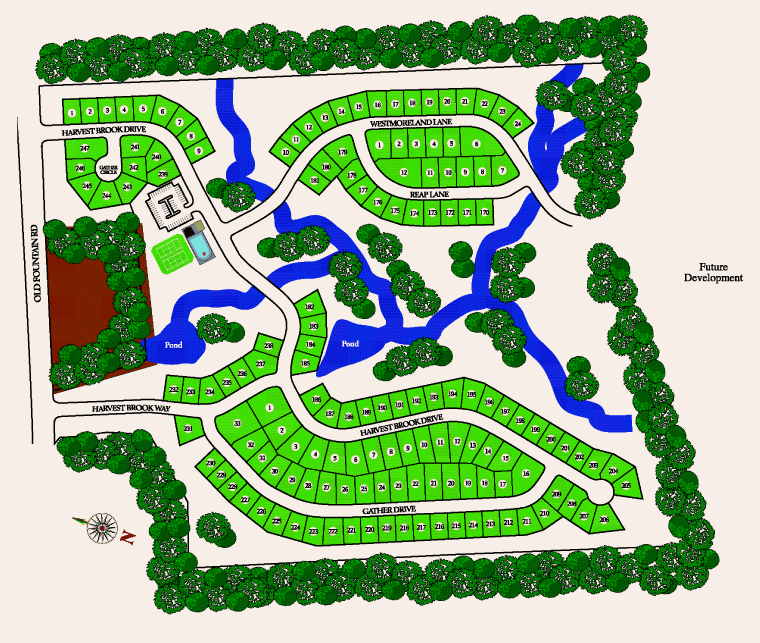 1 2 3 4 5 6 7 8 9
HARVEST BROOK DRIVE
247 241 240 239 242 243 244 245 246
GATHER
CIRCLE
OLD FOUNTAIN RD
10 11 12 13 14 15 16 17 18 19 20 21 22 23 24
WESTMORELAND LANE
1 2 3 4 5 6
12 11 10 9 8 7
REAP LANE
181 180 179 178 177 176 175 174 173 172 171 170
Future
Development
182
183
184
185
Pond
Pond
238 237 236 235 234 233 232
HARVEST BROOK WAY
231
186 187 188 189 190 191 192 193 194 195 196 197 198 199 200 201 202 203 204 205
HARVEST BROOK DRIVE
33 1
32 2 3 4 5 6 7 8 9 10 11 12 13 14 15 16
31 30 29 28 27 26 25 24 23 22 21 20 19 18 17
GATHER DRIVE
230 229 228 227 226 225 224 223 222 221 220 219 218 217 216 215 214 213 212 211 210 209 208 207 206
N